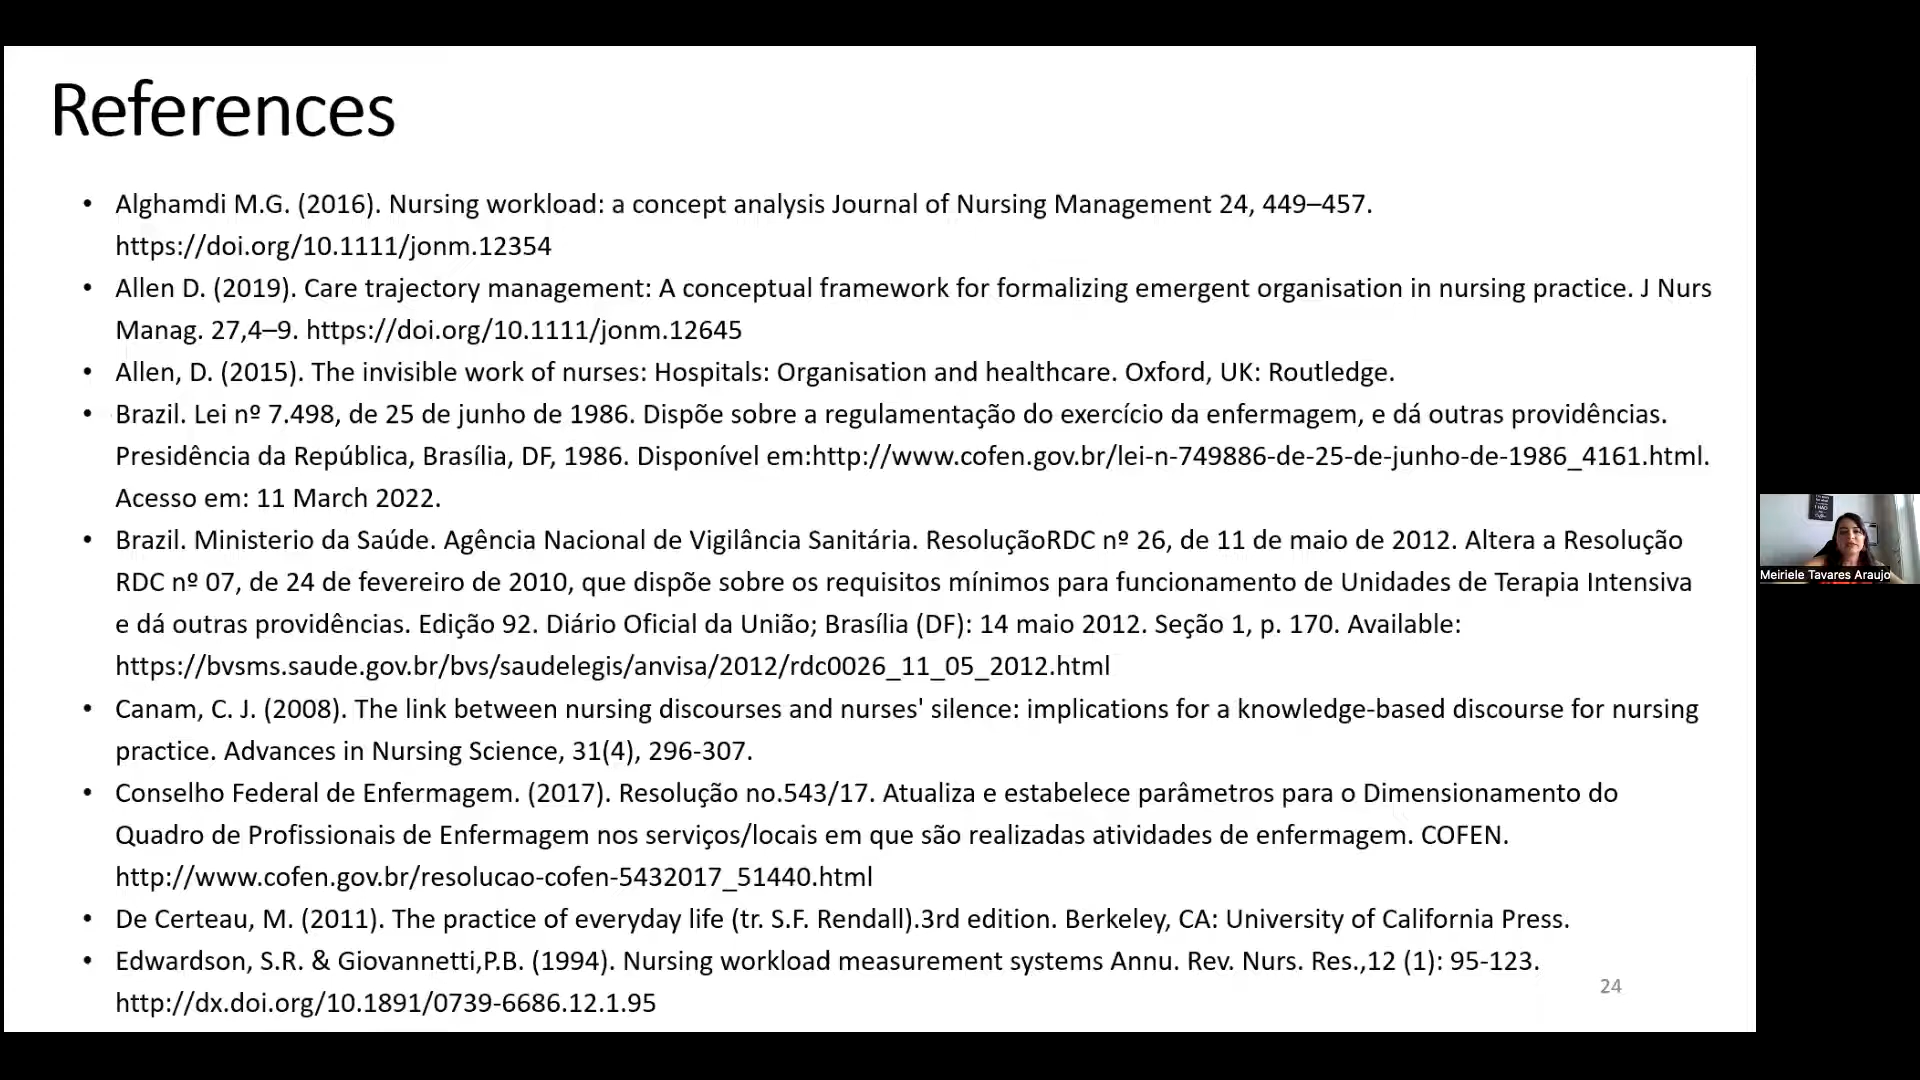 References
• Alghamdi M.G. (2016). Nursing workload: a concept analysis Journal of Nursing Management 24, 449–457.
https://doi.org/10.1111/jonm.12354
• Allen D. (2019). Care trajectory management: A conceptual framework for formalizing emergent organisation in nursing practice. J Nurs
Manag. 27,4–9. https://doi.org/10.1111/jonm.12645
• Allen, D. (2015). The invisible work of nurses: Hospitals: Organisation and healthcare. Oxford, UK: Routledge.
• Brazil. Lei nº 7.498, de 25 de junho de 1986. Dispõe sobre a regulamentação do exercício da enfermagem, e dá outras providências.
Presidência da República, Brasília, DF, 1986. Disponível em:http://www.cofen.gov.br/lei-n-749886-de-25-de-junho-de-1986_4161.html.
Acesso em: 11 March 2022.
• Brazil. Ministerio da Saúde. Agência Nacional de Vigilância Sanitária. ResoluçãoRDC nº 26, de 11 de maio de 2012. Altera a Resolução
RDC nº 07, de 24 de fevereiro de 2010, que dispõe sobre os requisitos mínimos para funcionamento de Unidades de Terapia Intensiva
e dá outras providências. Edição 92. Diário Oficial da União; Brasília (DF): 14 maio 2012. Seção 1, p. 170. Available:
https://bvsms.saude.gov.br/bvs/saudelegis/anvisa/2012/rdc0026_11_05_2012.html
• Canam, C. J. (2008). The link between nursing discourses and nurses' silence: implications for a knowledge-based discourse for nursing
practice. Advances in Nursing Science, 31(4), 296-307.
• Conselho Federal de Enfermagem. (2017). Resolução no.543/17. Atualiza e estabelece parâmetros para o Dimensionamento do
Quadro de Profissionais de Enfermagem nos serviços/locais em que são realizadas atividades de enfermagem. COFEN.
http://www.cofen.gov.br/resolucao-cofen-5432017_51440.html
• De Certeau, M. (2011). The practice of everyday life (tr. S.F. Rendall).3rd edition. Berkeley, CA: University of California Press.
• Edwardson, S.R. & Giovannetti,P.B. (1994). Nursing workload measurement systems Annu. Rev. Nurs. Res.,12 (1): 95-123.
http://dx.doi.org/10.1891/0739-6686.12.1.95
24
Meiriele Tavares Araujo